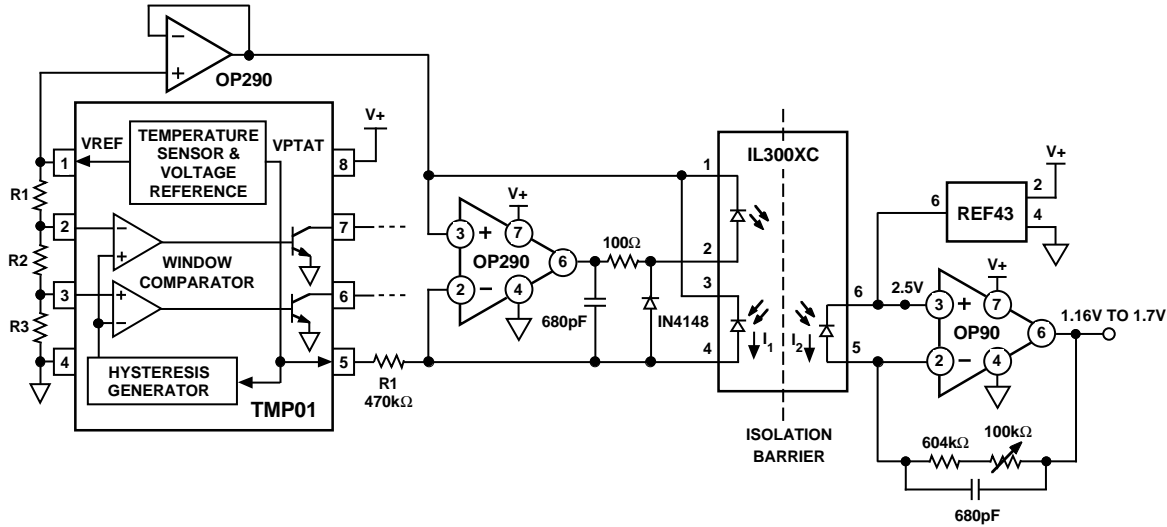 −
+
OP290
VREF
TEMPERATURE
SENSOR &
VOLTAGE
REFERENCE
VPTAT
V+
1
8
R1
2
−
+
7
R2
WINDOW
COMPARATOR
3
+
−
6
R3
4
HYSTERESIS
GENERATOR
5
TMP01
R1
470kΩ
V+
3
+
7
OP290
6
2
−
4
100Ω
680pF
IN4148
IL300XC
1
2
3
4
I1
I2
6
5
ISOLATION
BARRIER
V+
6
REF43
2
4
2.5V
V+
3
+
7
OP90
6
2
−
4
1.16V TO 1.7V
604kΩ
100kΩ
680pF